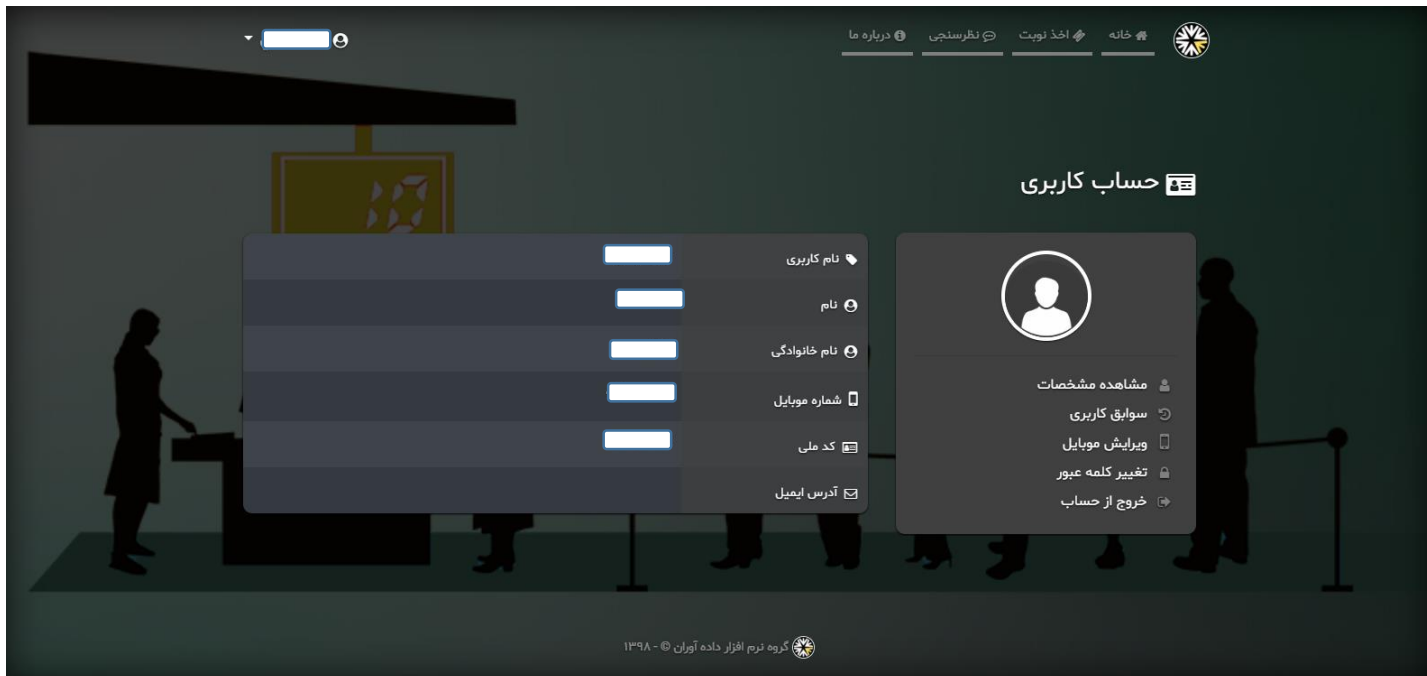 خانه
اخذ نوبت
نظرسنجی
درباره ما
حساب کاربری
مشاهده مشخصات
سوابق کاربری
ویرایش موبایل
تغییر کلمه عبور
خروج از حساب
نام کاربری
نام
نام خانوادگی
شماره موبایل
کد ملی
آدرس ایمیل
گروه نرم افزار داده آوران © - ۱۳۹۸